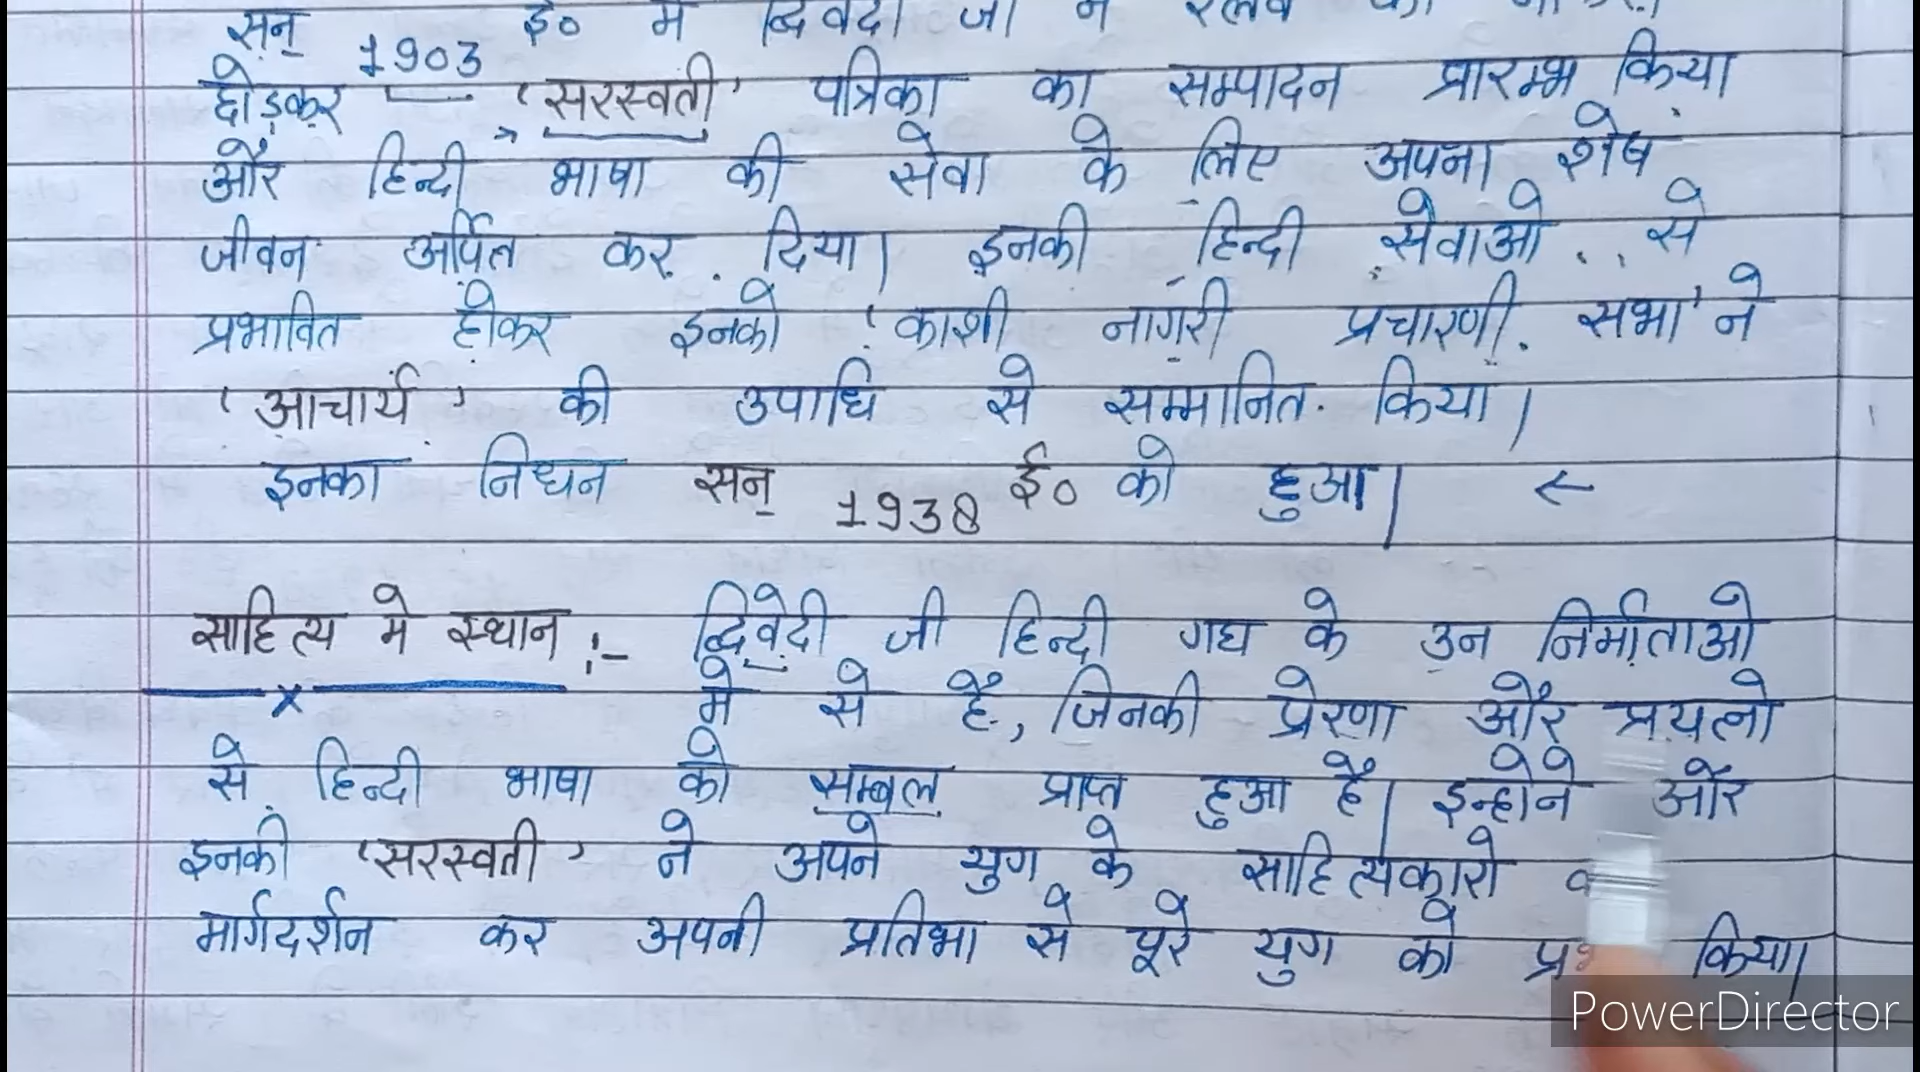 सन् 1903 ई० में द्विवेदी जी ने रेलवे की
छोड़कर 'सरस्वती' पत्रिका का सम्पादन प्रारम्भ किया
और हिन्दी भाषा की सेवा के लिए अपना शेष
जीवन अर्पित कर दिया। इनकी हिन्दी सेवाओ से
प्रभावित होकर इनको 'काशी नागरी प्रचारणी सभा' ने
'आचार्य' की उपाधि से सम्मानित किया।
इनका निधन सन् 1938 ई० को हुआ। ←
साहित्य मे स्थान :- द्विवेदी जी हिन्दी गद्य के उन निर्माताओ
मे से है, जिनकी प्रेरणा और प्रयत्नो
से हिन्दी भाषा को सम्बल प्राप्त हुआ है। इन्होने और
इनकी 'सरस्वती' ने अपने युग के साहित्यकारो
मार्गदर्शन कर अपनी प्रतिभा से पूरे युग को किया।
PowerDirector